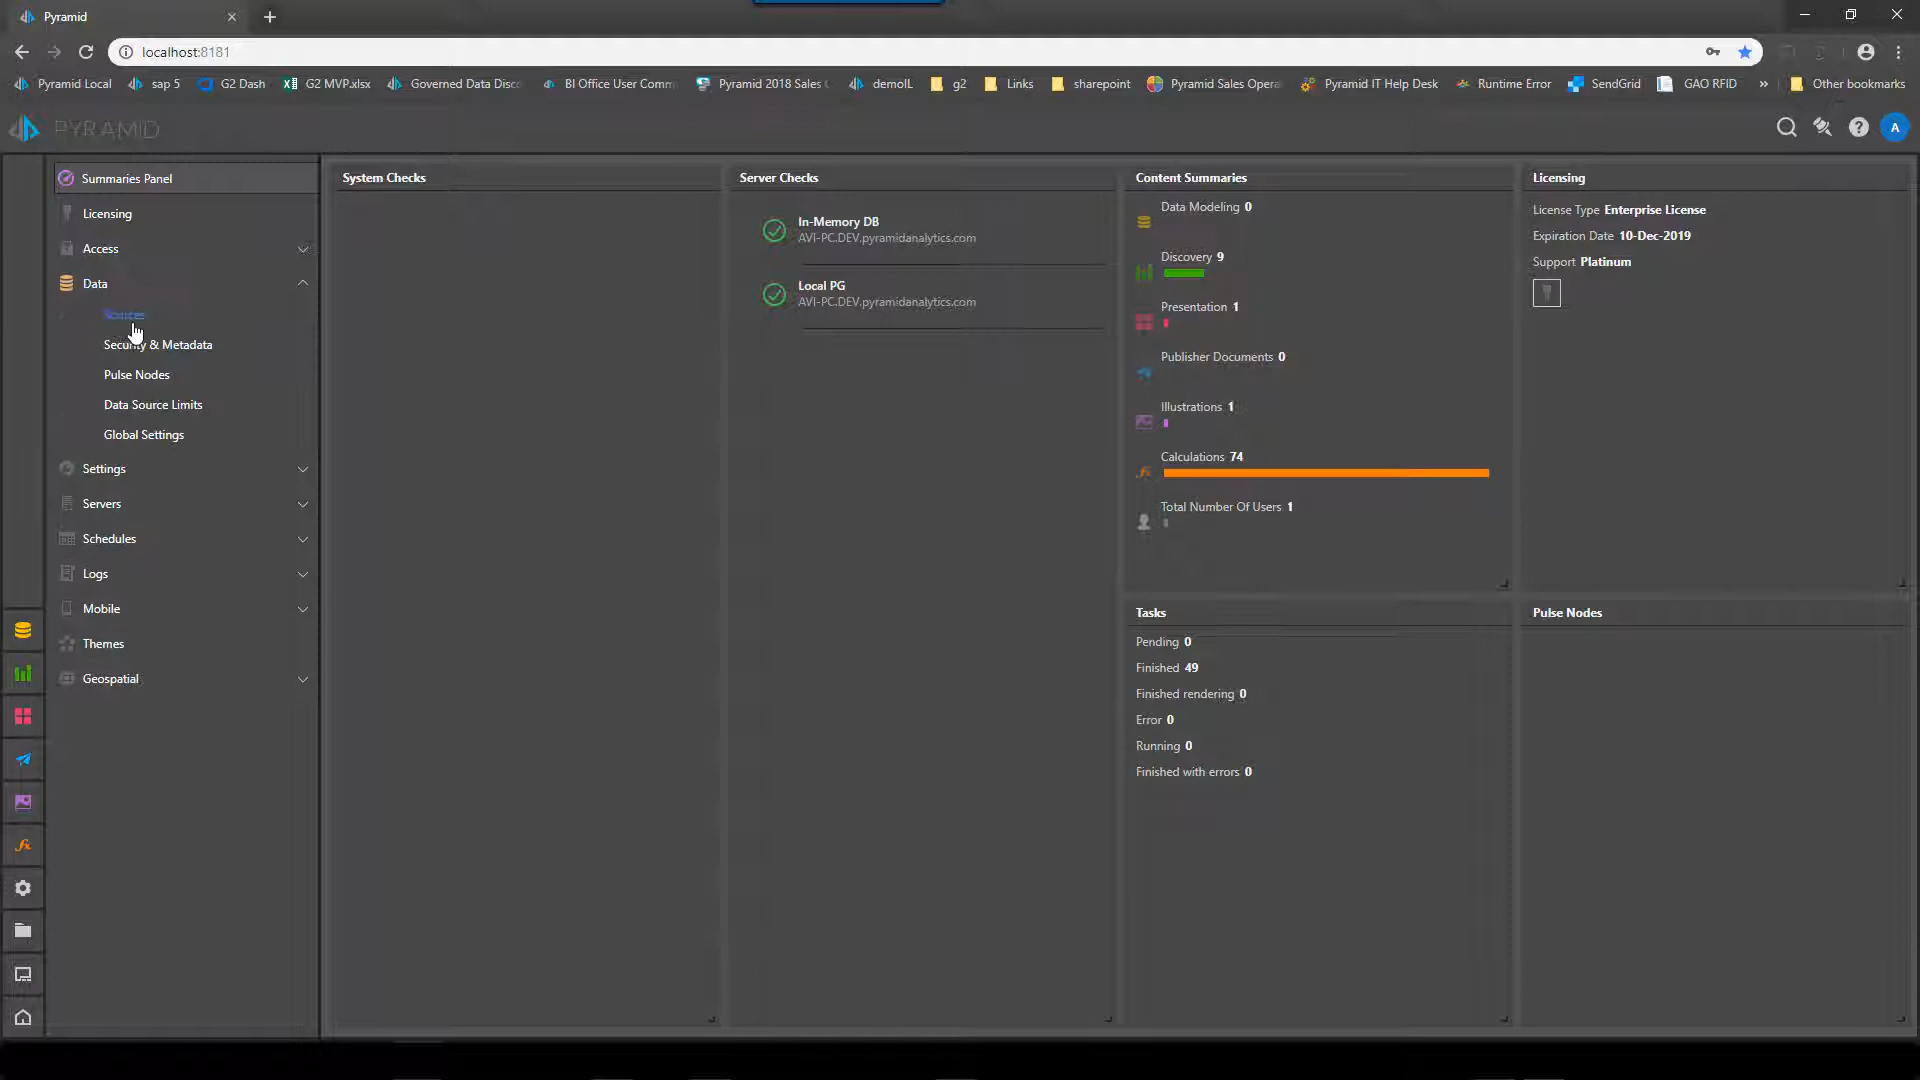 Pyramid
localhost:8181
Pyramid Local
sap 5
G2 Dash
G2 MVP.xlsx
Governed Data Disco
BI Office User Comm
Pyramid 2018 Sales
demoIL
g2
Links
sharepoint
Pyramid Sales Opera
Pyramid IT Help Desk
Runtime Error
SendGrid
GAO RFID
»
Other bookmarks
PYRAMID
?
A
Summaries Panel
Licensing
Access
Data
Sources
Security & Metadata
Pulse Nodes
Data Source Limits
Global Settings
Settings
Servers
Schedules
Logs
Mobile
Themes
Geospatial
System Checks
Server Checks
In-Memory DB
AVI-PC.DEV.pyramidanalytics.com
Local PG
AVI-PC.DEV.pyramidanalytics.com
Content Summaries
Data Modeling 0
Discovery 9
Presentation 1
Publisher Documents 0
Illustrations 1
Calculations 74
Total Number Of Users 1
Licensing
License Type Enterprise License
Expiration Date 10-Dec-2019
Support Platinum
Tasks
Pending 0
Finished 49
Finished rendering 0
Error 0
Running 0
Finished with errors 0
Pulse Nodes